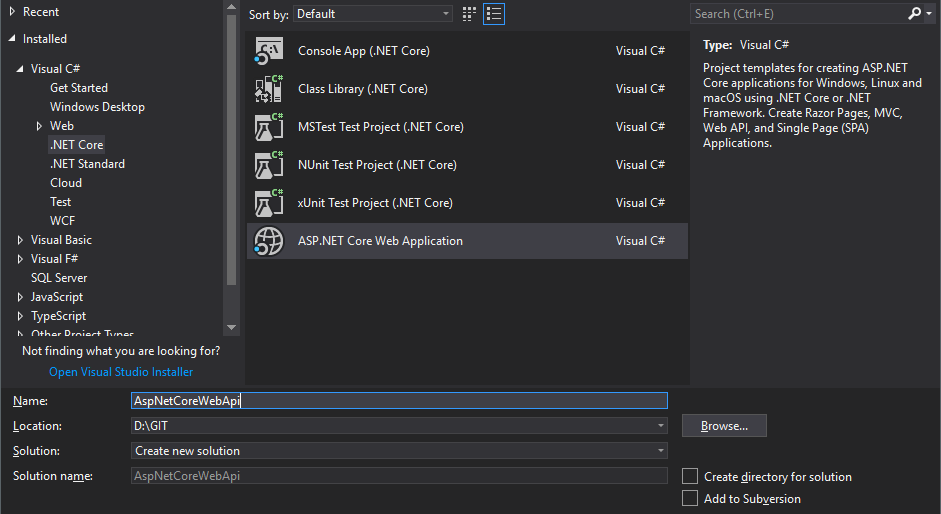 Recent
Installed
Visual C#
Get Started
Windows Desktop
Web
.NET Core
.NET Standard
Cloud
Test
WCF
Visual Basic
Visual F#
SQL Server
JavaScript
TypeScript
Other Project Types
Not finding what you are looking for?
Open Visual Studio Installer
Sort by: Default
C:\
Console App (.NET Core) Visual C#
C#
Class Library (.NET Core) Visual C#
C#
MSTest Test Project (.NET Core) Visual C#
C#
NUnit Test Project (.NET Core) Visual C#
C#
xUnit Test Project (.NET Core) Visual C#
ASP.NET Core Web Application Visual C#
Search (Ctrl+E)
Type: Visual C#
Project templates for creating ASP.NET
Core applications for Windows, Linux and
macOS using .NET Core or .NET
Framework. Create Razor Pages, MVC,
Web API, and Single Page (SPA)
Applications.
Name: AspNetCoreWebApi
Location: D:\GIT Browse...
Solution: Create new solution
Solution name: AspNetCoreWebApi
Create directory for solution
Add to Subversion